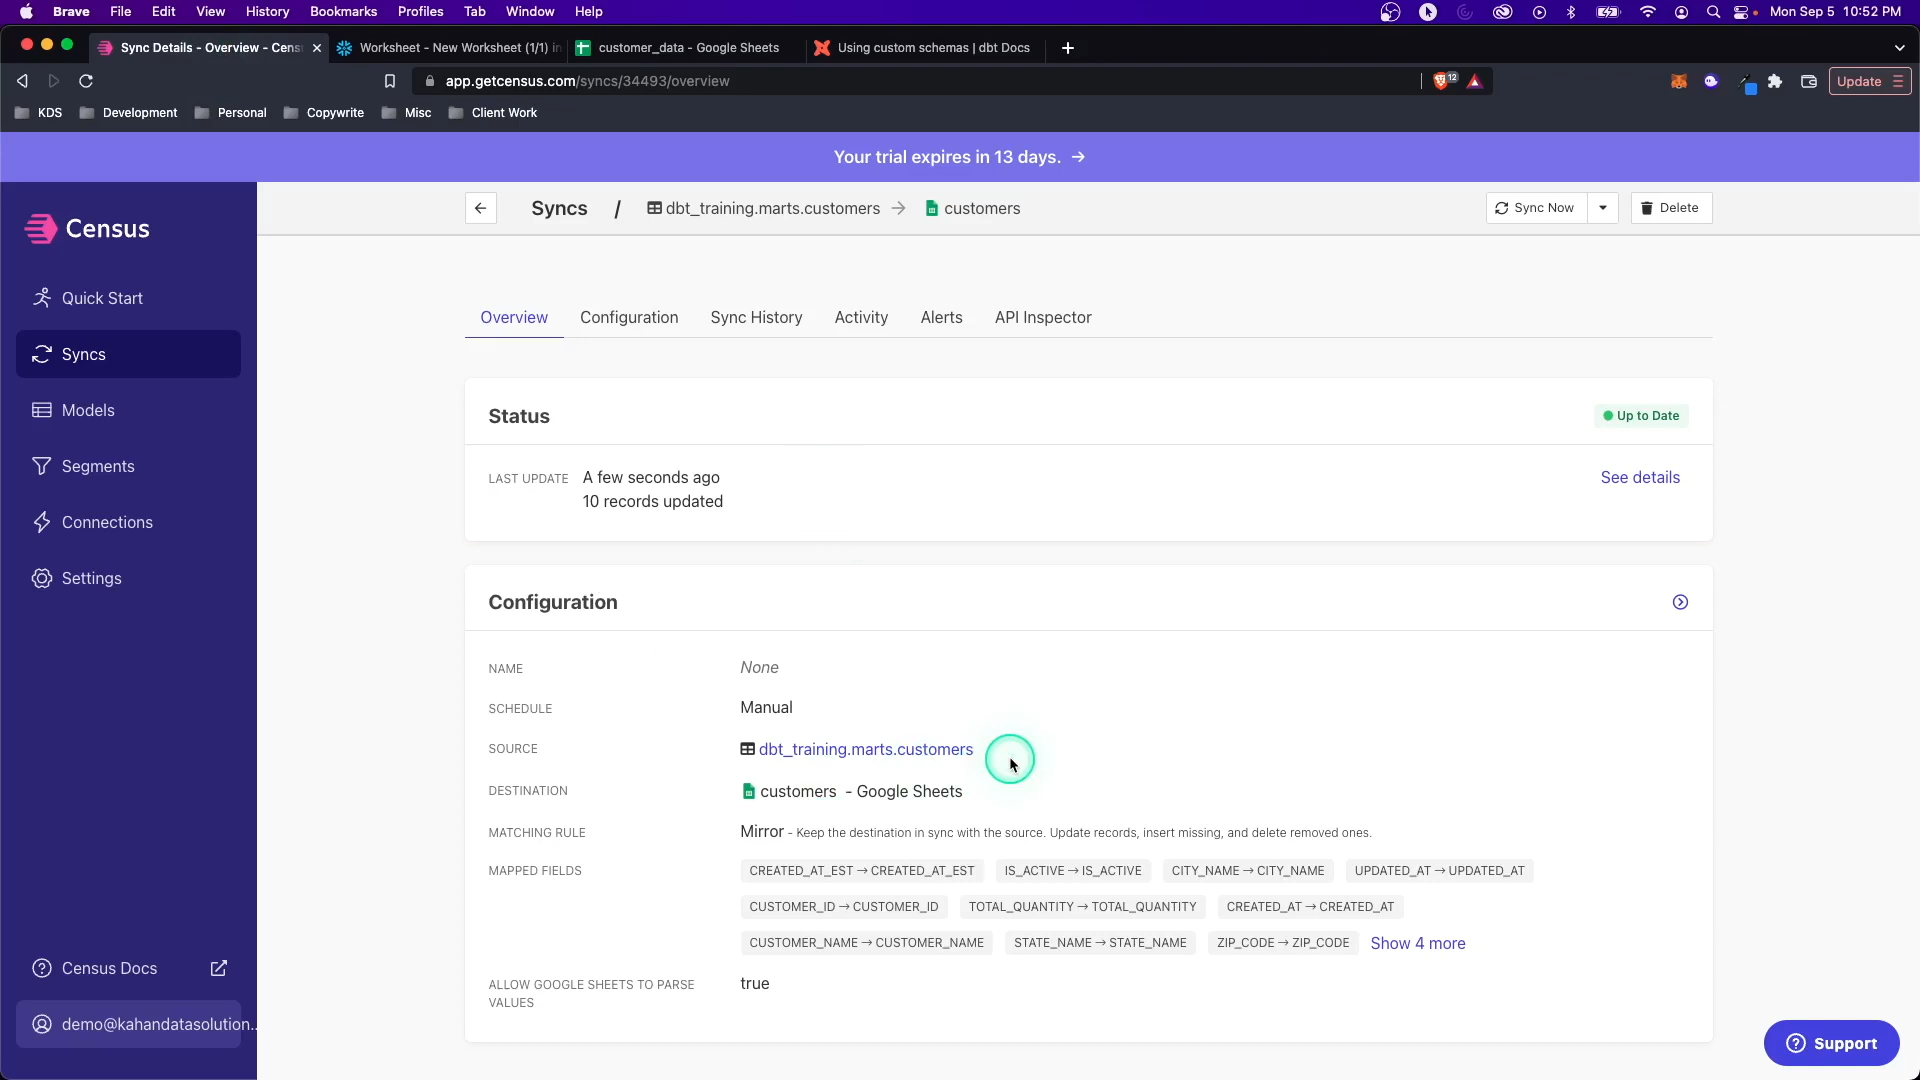 Brave File Edit View History Bookmarks Profiles Tab Window Help Mon Sep 5 10:52 PM
Sync Details - Overview - Cens Worksheet - New Worksheet (1/1) in customer_data - Google Sheets Using custom schemas | dbt Docs
app.getcensus.com/syncs/34493/overview 12 Update
KDS Development Personal Copywrite Misc Client Work
Your trial expires in 13 days. →
Census
Quick Start
Syncs
Models
Segments
Connections
Settings
Census Docs
demo@kahandatasolution...
Syncs / dbt_training.marts.customers → customers
Sync Now Delete
Overview Configuration Sync History Activity Alerts API Inspector
Status Up to Date
LAST UPDATE A few seconds ago See details
10 records updated
Configuration
NAME None
SCHEDULE Manual
SOURCE dbt_training.marts.customers
DESTINATION customers - Google Sheets
MATCHING RULE Mirror - Keep the destination in sync with the source. Update records, insert missing, and delete removed ones.
MAPPED FIELDS CREATED_AT_EST → CREATED_AT_EST IS_ACTIVE → IS_ACTIVE CITY_NAME → CITY_NAME UPDATED_AT → UPDATED_AT
CUSTOMER_ID → CUSTOMER_ID TOTAL_QUANTITY → TOTAL_QUANTITY CREATED_AT → CREATED_AT
CUSTOMER_NAME → CUSTOMER_NAME STATE_NAME → STATE_NAME ZIP_CODE → ZIP_CODE Show 4 more
ALLOW GOOGLE SHEETS TO PARSE true
VALUES
Support